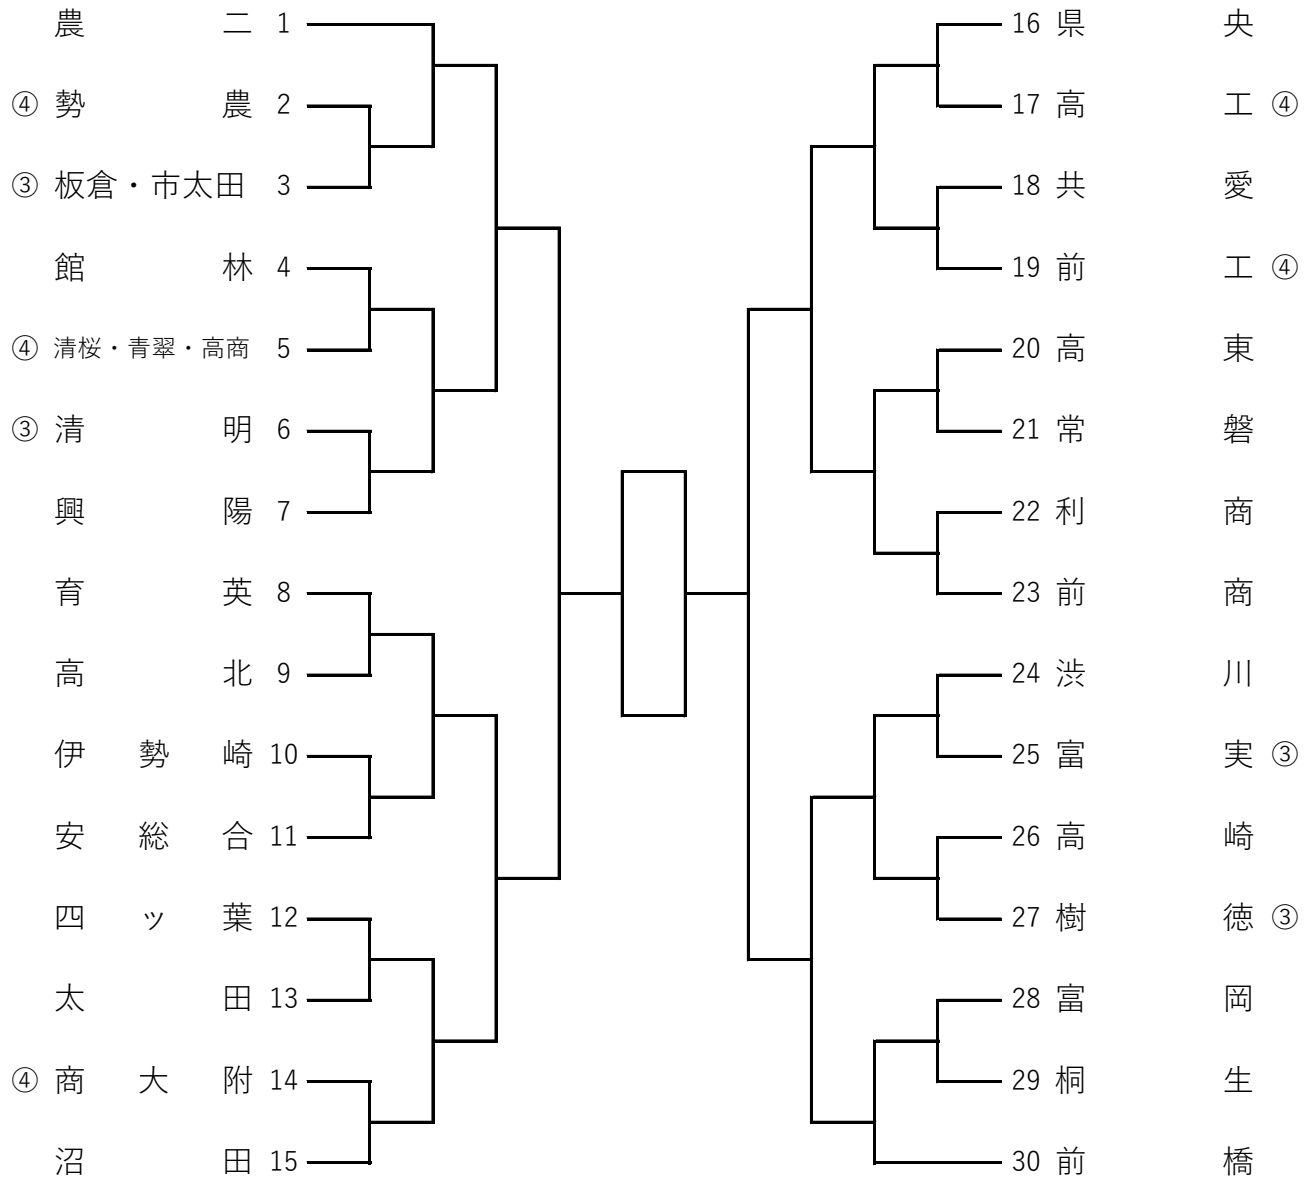 農二 1
④ 勢農 2
③ 板倉・市太田 3
館林 4
④ 清桜・青翠・高商 5
③ 清明 6
興陽 7
育英 8
高北 9
伊勢崎 10
安総合 11
四ッ葉 12
太田 13
④ 商大附 14
沼田 15
16 県央
17 高工 ④
18 共愛
19 前工 ④
20 高東
21 常磐
22 利商
23 前商
24 渋川
25 富実 ③
26 高崎
27 樹徳 ③
28 富岡
29 桐生
30 前橋